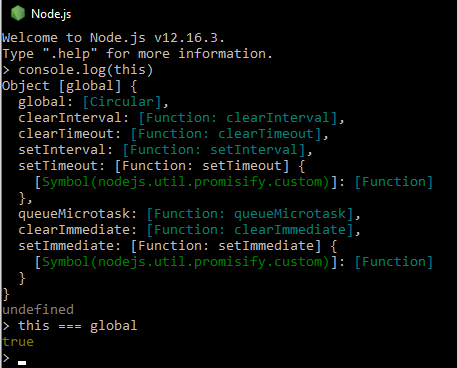 Node.js
Welcome to Node.js v12.16.3.
Type ".help" for more information.
> console.log(this)
Object [global] {
  global: [Circular],
  clearInterval: [Function: clearInterval],
  clearTimeout: [Function: clearTimeout],
  setInterval: [Function: setInterval],
  setTimeout: [Function: setTimeout] {
    [Symbol(nodejs.util.promisify.custom)]: [Function]
  },
  queueMicrotask: [Function: queueMicrotask],
  clearImmediate: [Function: clearImmediate],
  setImmediate: [Function: setImmediate] {
    [Symbol(nodejs.util.promisify.custom)]: [Function]
  }
}
undefined
> this === global
true
>